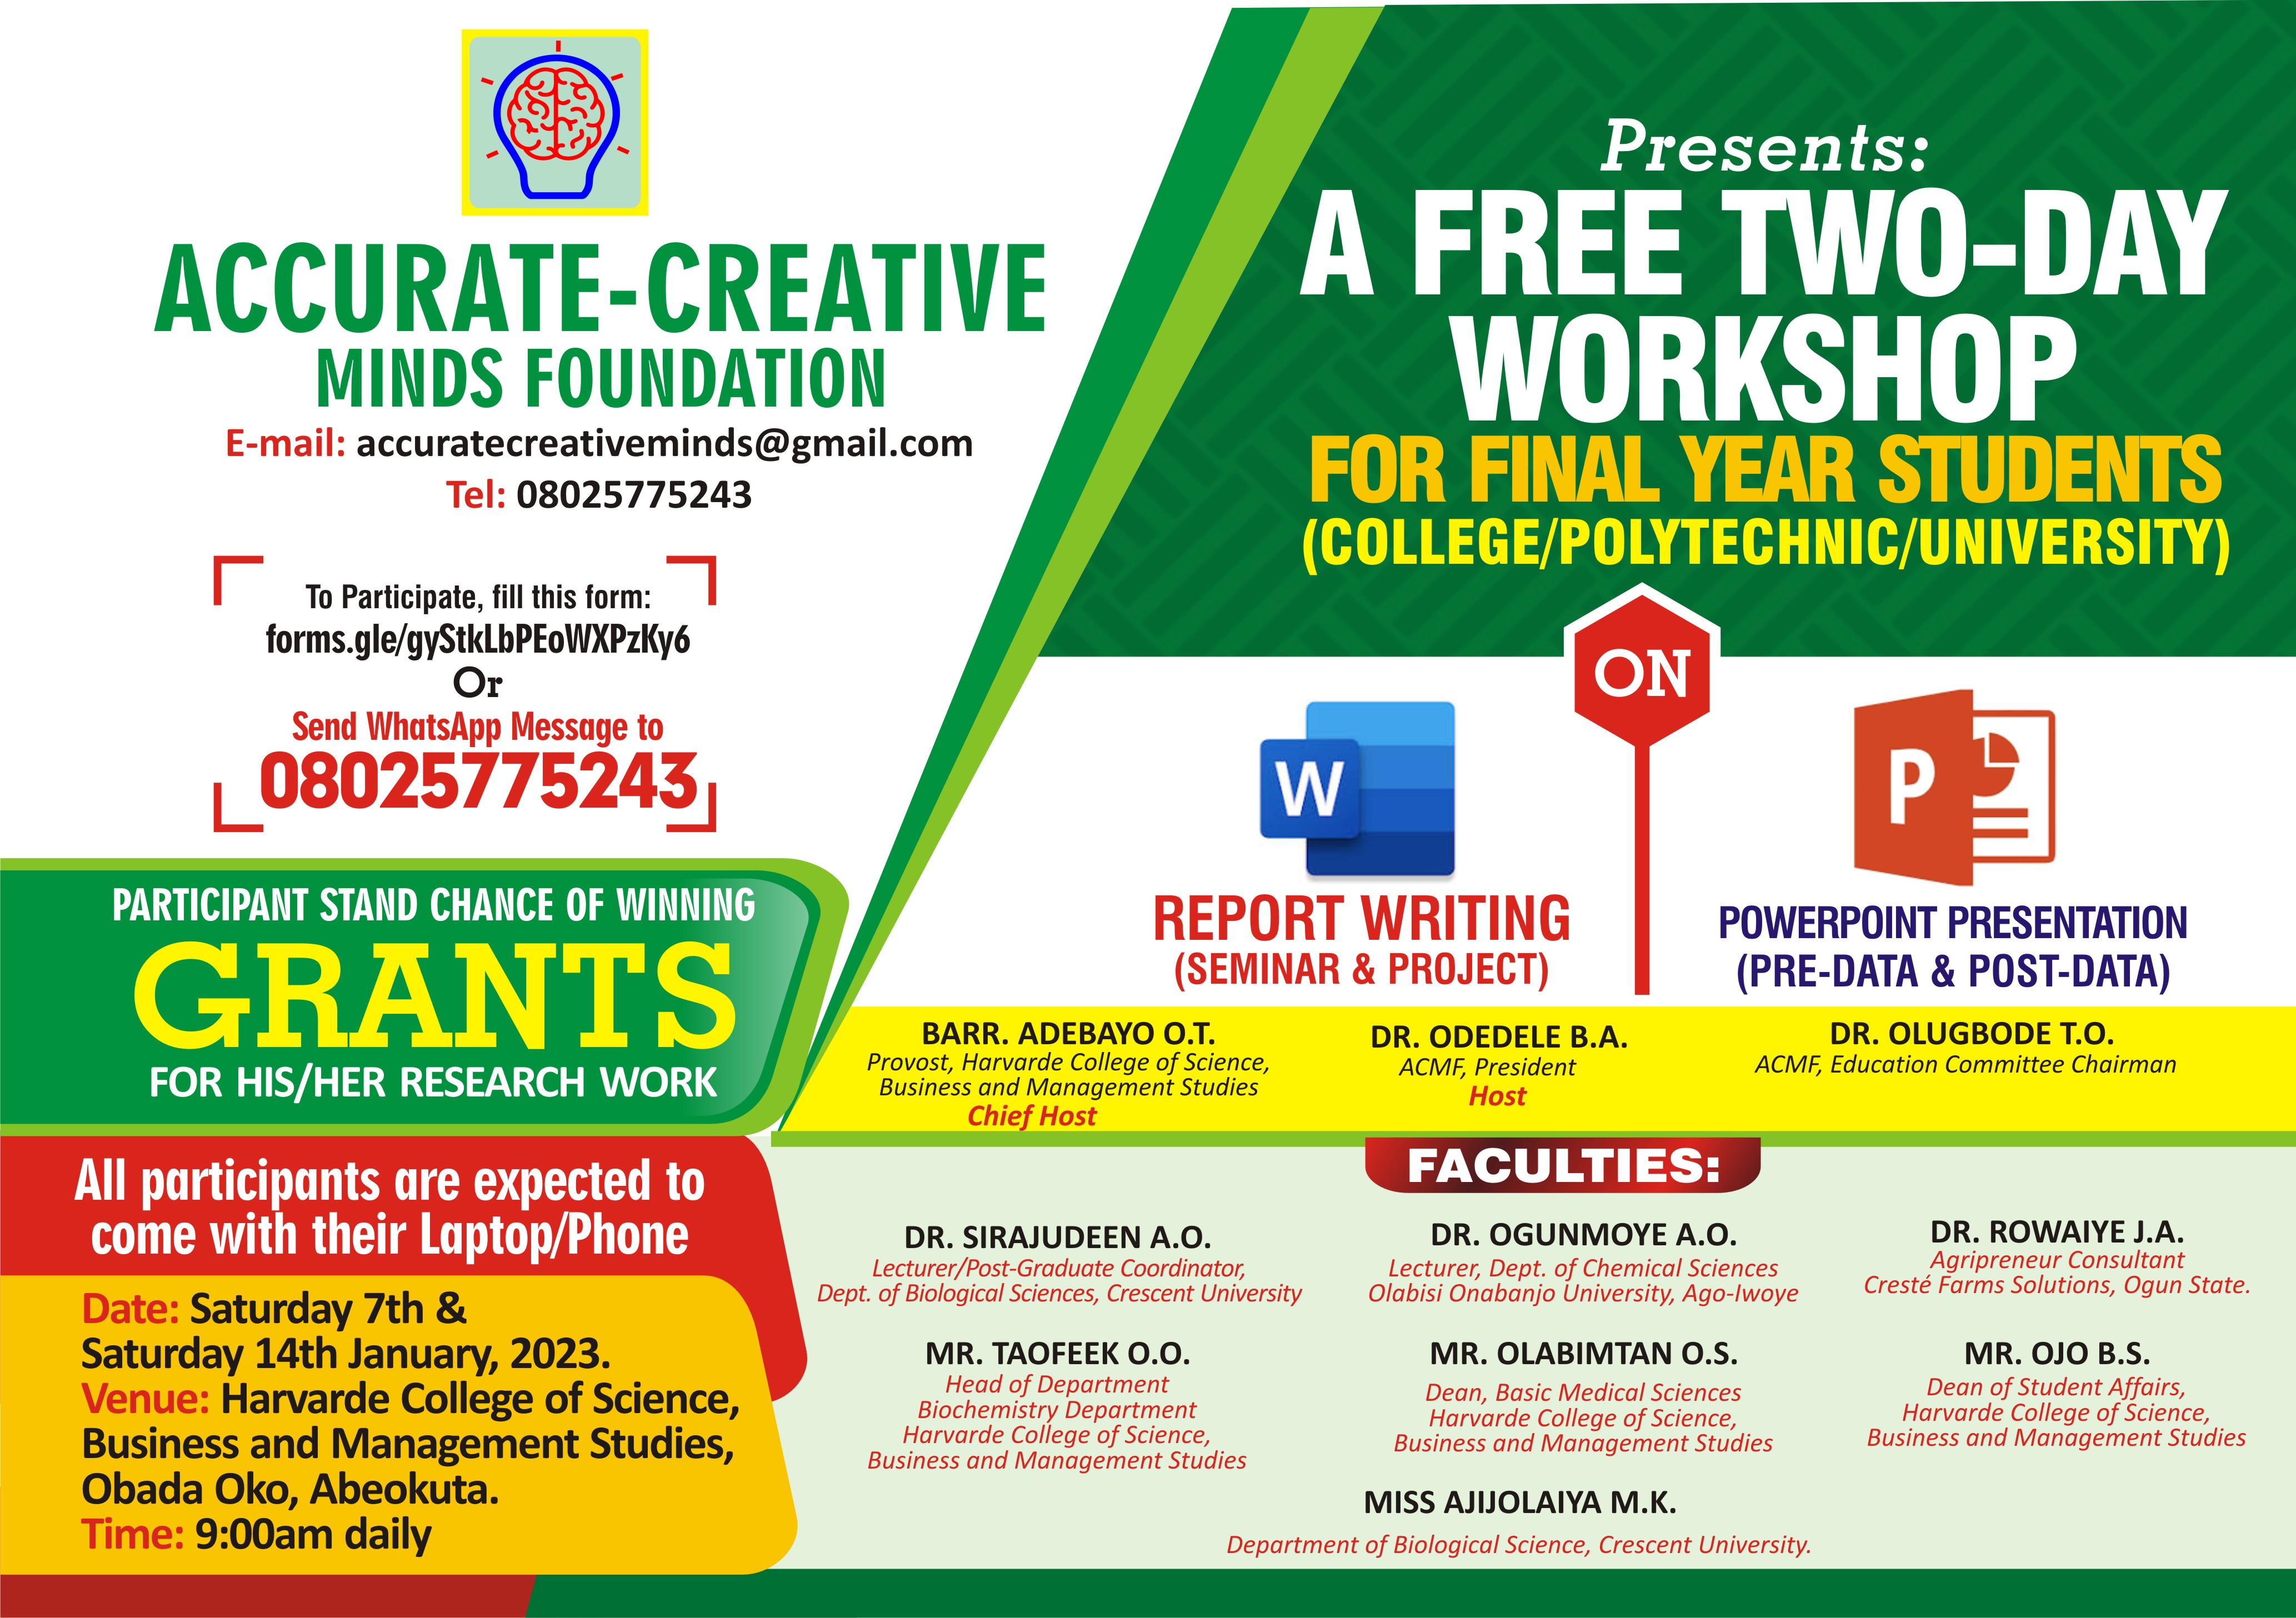 ACCURATE-CREATIVE
MINDS FOUNDATION
E-mail: accuratecreativeminds@gmail.com
Tel: 08025775243
To Participate, fill this form:
forms.gle/gyStkLbPEoWXPzKy6
Or
Send WhatsApp Message to
08025775243
PARTICIPANT STAND CHANCE OF WINNING
GRANTS
FOR HIS/HER RESEARCH WORK
All participants are expected to
come with their Laptop/Phone
Date: Saturday 7th &
Saturday 14th January, 2023.
Venue: Harvarde College of Science,
Business and Management Studies,
Obada Oko, Abeokuta.
Time: 9:00am daily
Presents:
A FREE TWO-DAY
WORKSHOP
FOR FINAL YEAR STUDENTS
(COLLEGE/POLYTECHNIC/UNIVERSITY)
ON
W
REPORT WRITING
(SEMINAR & PROJECT)
P
POWERPOINT PRESENTATION
(PRE-DATA & POST-DATA)
BARR. ADEBAYO O.T.
Provost, Harvarde College of Science,
Business and Management Studies
Chief Host
DR. ODEDELE B.A.
ACMF, President
Host
DR. OLUGBODE T.O.
ACMF, Education Committee Chairman
FACULTIES:
DR. SIRAJUDEEN A.O.
Lecturer/Post-Graduate Coordinator,
Dept. of Biological Sciences, Crescent University
DR. OGUNMOYE A.O.
Lecturer, Dept. of Chemical Sciences
Olabisi Onabanjo University, Ago-Iwoye
DR. ROWAIYE J.A.
Agripreneur Consultant
Cresté Farms Solutions, Ogun State.
MR. TAOFEEK O.O.
Head of Department
Biochemistry Department
Harvarde College of Science,
Business and Management Studies
MR. OLABIMTAN O.S.
Dean, Basic Medical Sciences
Harvarde College of Science,
Business and Management Studies
MR. OJO B.S.
Dean of Student Affairs,
Harvarde College of Science,
Business and Management Studies
MISS AJIJOLAIYA M.K.
Department of Biological Science, Crescent University.